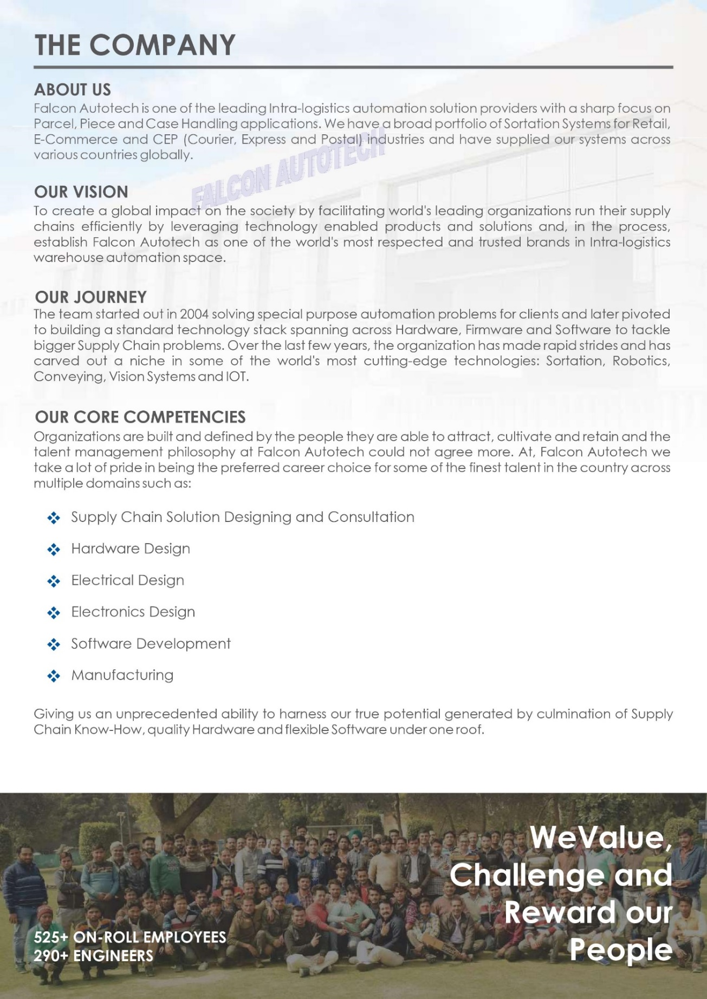 THE COMPANY
ABOUT US
Falcon Autotech is one of the leading Intra-logistics automation solution providers with a sharp focus on
Parcel, Piece and Case Handling applications. We have a broad portfolio of Sortation Systems for Retail,
E-Commerce and CEP (Courier, Express and Postal) industries and have supplied our systems across
various countries globally.
FALCON AUTOTECH
OUR VISION
To create a global impact on the society by facilitating world's leading organizations run their supply
chains efficiently by leveraging technology enabled products and solutions and, in the process,
establish Falcon Autotech as one of the world's most respected and trusted brands in Intra-logistics
warehouse automation space.
OUR JOURNEY
The team started out in 2004 solving special purpose automation problems for clients and later pivoted
to building a standard technology stack spanning across Hardware, Firmware and Software to tackle
bigger Supply Chain problems. Over the last few years, the organization has made rapid strides and has
carved out a niche in some of the world's most cutting-edge technologies: Sortation, Robotics,
Conveying, Vision Systems and IOT.
OUR CORE COMPETENCIES
Organizations are built and defined by the people they are able to attract, cultivate and retain and the
talent management philosophy at Falcon Autotech could not agree more. At, Falcon Autotech we
take a lot of pride in being the preferred career choice for some of the finest talent in the country across
multiple domains such as:
Supply Chain Solution Designing and Consultation
Hardware Design
Electrical Design
Electronics Design
Software Development
Manufacturing
Giving us an unprecedented ability to harness our true potential generated by culmination of Supply
Chain Know-How, quality Hardware and flexible Software under one roof.
WeValue,
Challenge and
Reward our
People
525+ ON-ROLL EMPLOYEES
290+ ENGINEERS